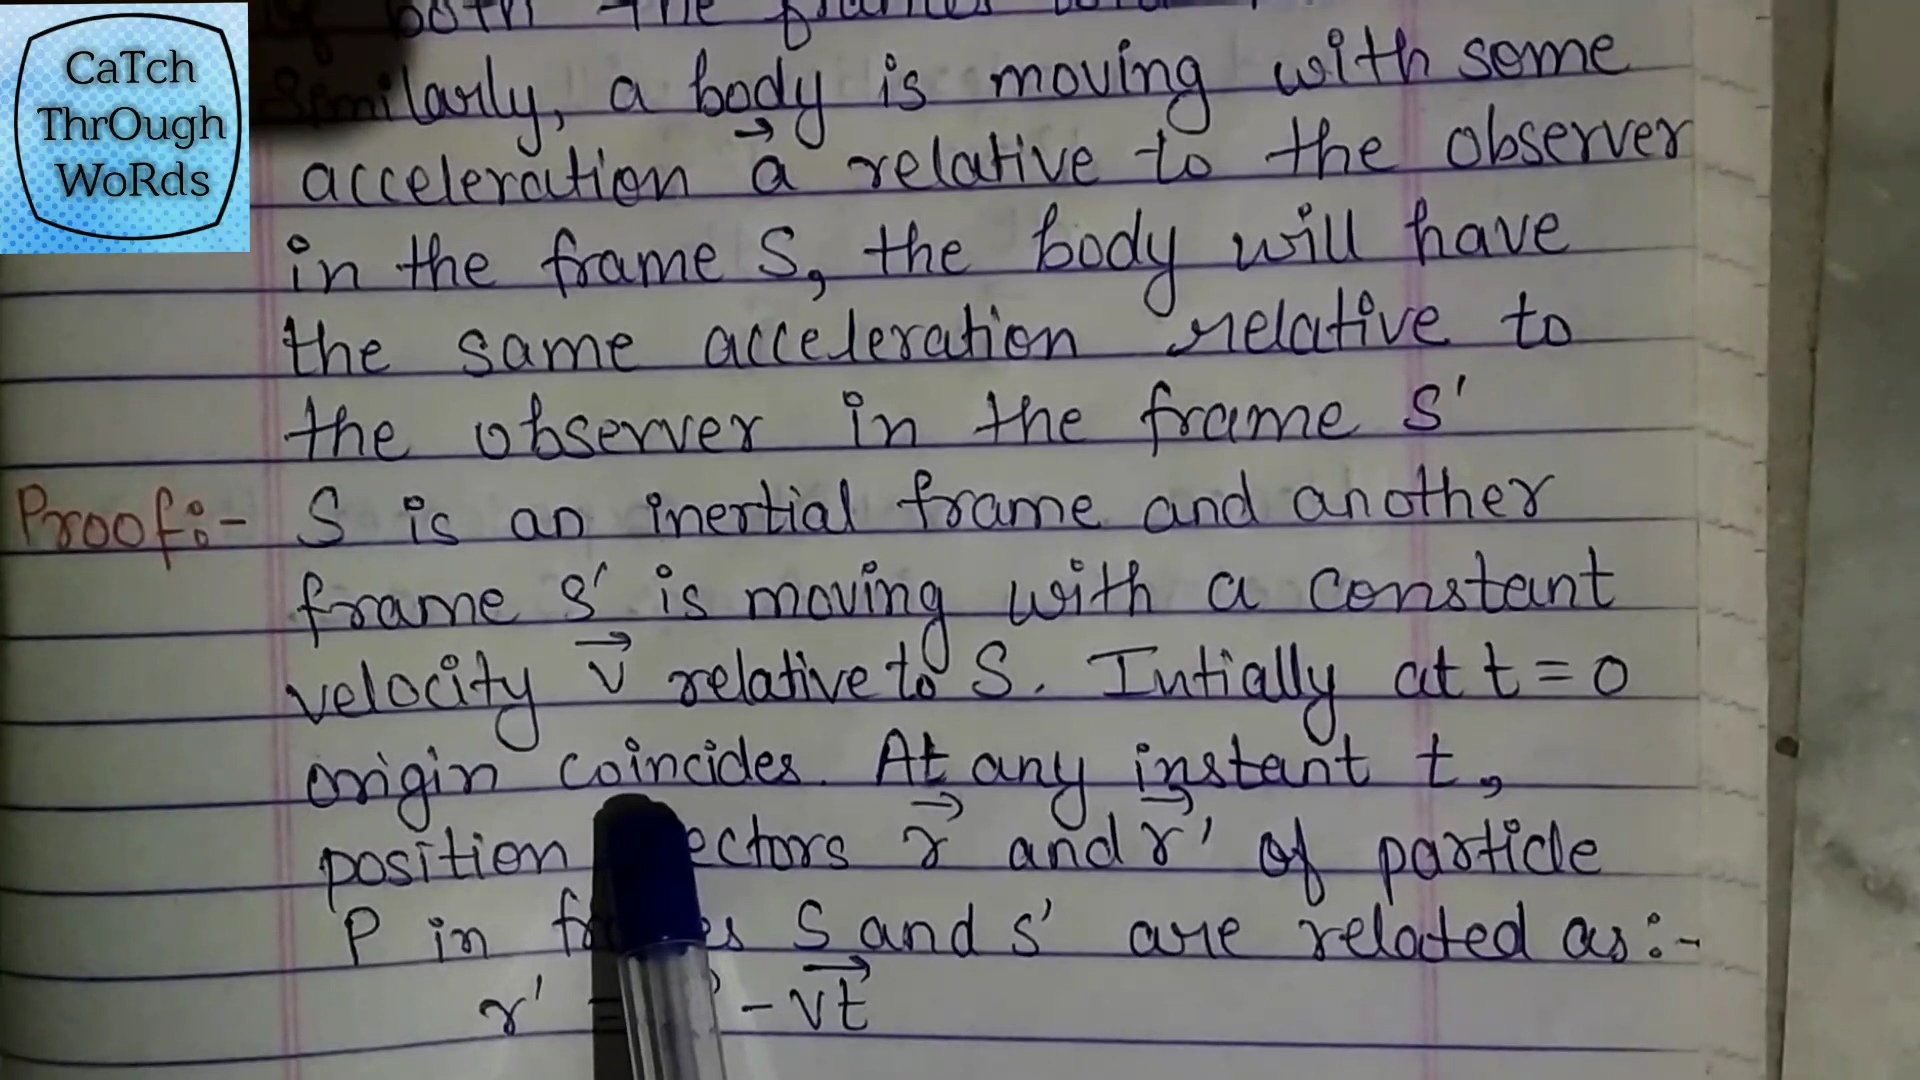 CaTch
ThrOugh
WoRds
both the frames
Similarly, a body is moving with some
acceleration a⃗ relative to the observer
in the frame S, the body will have
the same acceleration relative to
the observer in the frame S'
Proof:- S is an inertial frame and another
frame S' is moving with a constant
velocity v⃗ relative to S. Intially at t = 0
origin coincides. At any instant t,
position ectors r⃗ and r⃗' of particle
P in S and S' are related as:-
r' = - v⃗t